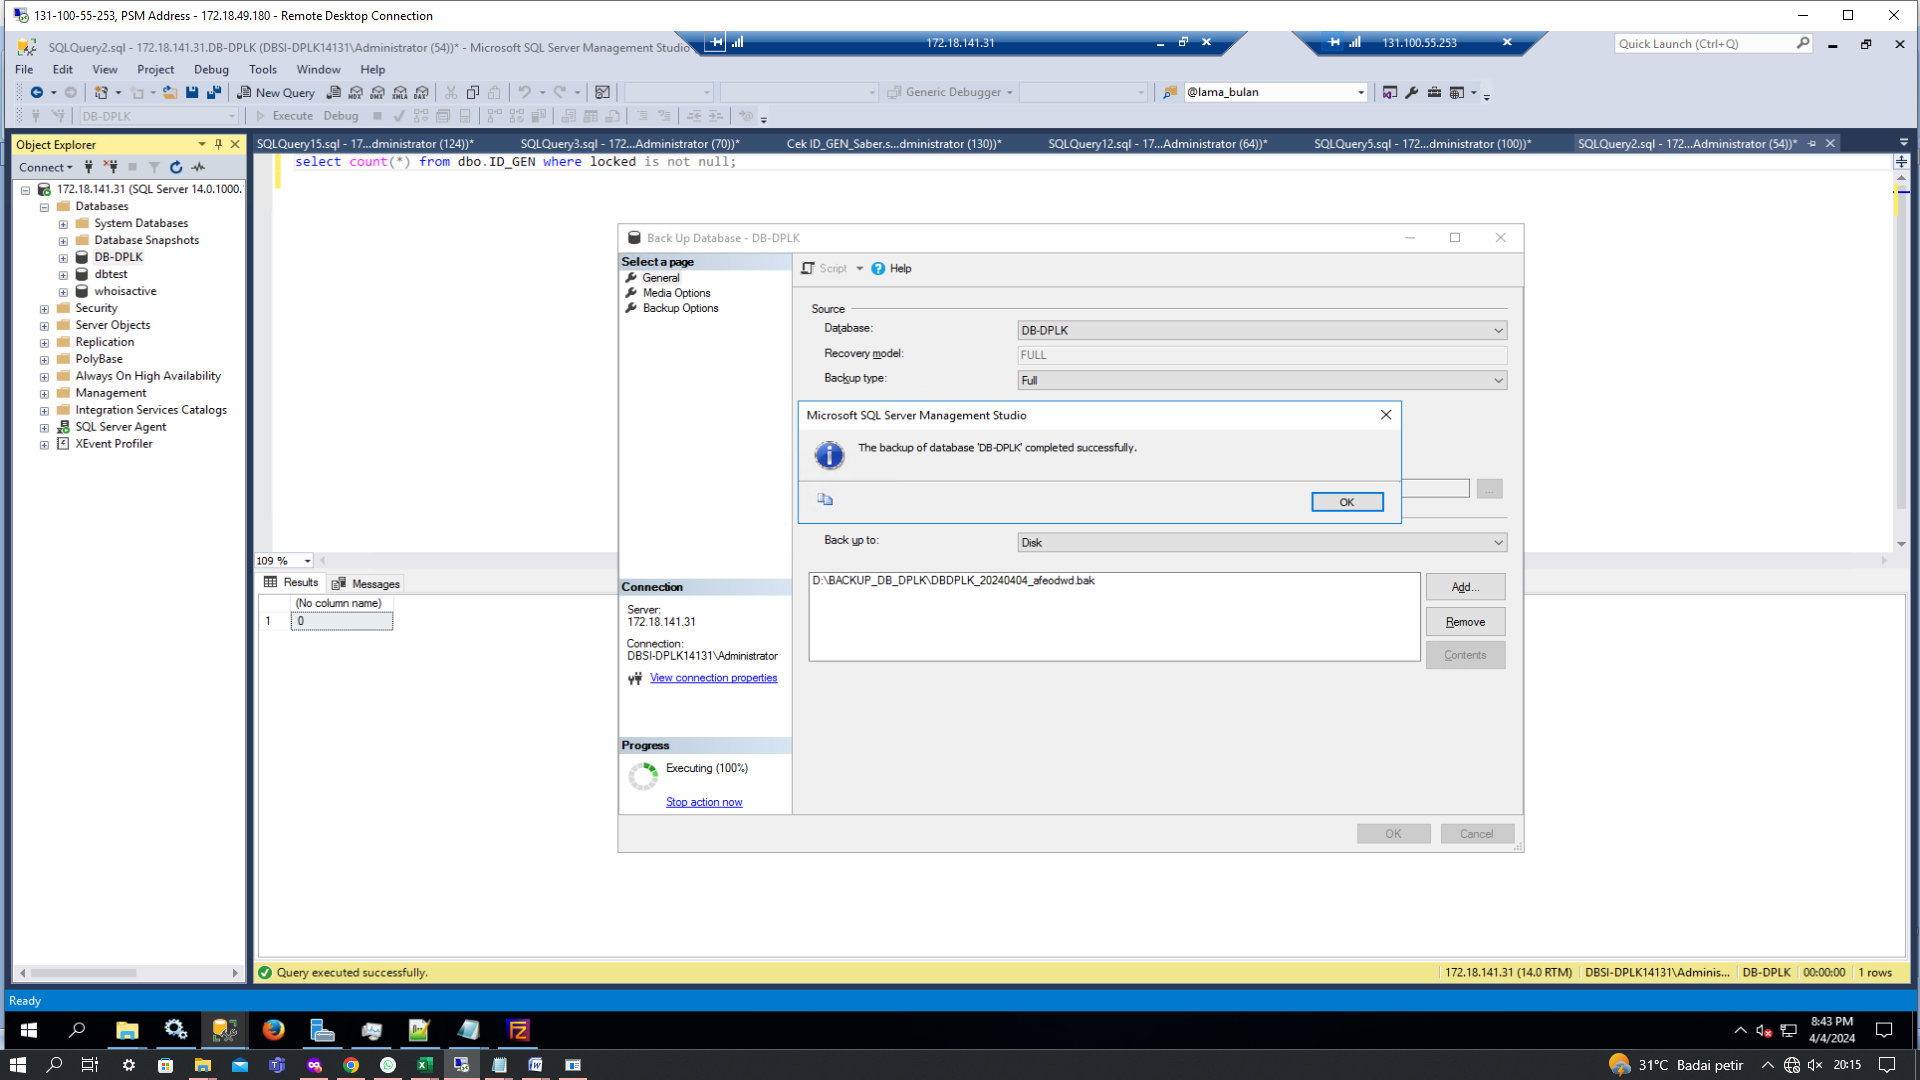 131-100-55-253, PSM Address - 172.18.49.180 - Remote Desktop Connection
SQLQuery2.sql - 172.18.141.31.DB-DPLK (DBSI-DPLK14131\Administrator (54))* - Microsoft SQL Server Management Studio
172.18.141.31
131.100.55.253
Quick Launch (Ctrl+Q)
File Edit View Project Debug Tools Window Help
New Query
Generic Debugger
@lama_bulan
DB-DPLK
Execute Debug
Object Explorer
SQLQuery15.sql - 17...dministrator (124))*
SQLQuery3.sql - 172...Administrator (70))*
Cek ID_GEN_Saber.s...dministrator (130))*
SQLQuery12.sql - 17...Administrator (64))*
SQLQuery5.sql - 172...dministrator (100))*
SQLQuery2.sql - 172...Administrator (54))*
Connect
select count(*) from dbo.ID_GEN where locked is not null;
172.18.141.31 (SQL Server 14.0.1000.
Databases
System Databases
Database Snapshots
DB-DPLK
dbtest
whoisactive
Security
Server Objects
Replication
PolyBase
Always On High Availability
Management
Integration Services Catalogs
SQL Server Agent
XEvent Profiler
Back Up Database - DB-DPLK
Select a page
General
Media Options
Backup Options
Script
Help
Source
Database:
DB-DPLK
Recovery model:
FULL
Backup type:
Full
Microsoft SQL Server Management Studio
The backup of database 'DB-DPLK' completed successfully.
OK
...
Back up to:
Disk
D:\BACKUP_DB_DPLK\DBDPLK_20240404_afeodwd.bak
Add...
Remove
Contents
Connection
Server:
172.18.141.31
Connection:
DBSI-DPLK14131\Administrator
View connection properties
Progress
Executing (100%)
Stop action now
OK
Cancel
109 %
Results
Messages
(No column name)
1
0
Query executed successfully.
172.18.141.31 (14.0 RTM)
DBSI-DPLK14131\Adminis...
DB-DPLK
00:00:00
1 rows
Ready
8:43 PM
4/4/2024
31°C Badai petir
20:15